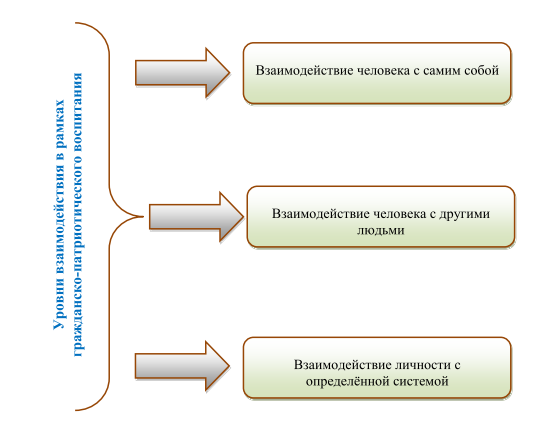 Уровни взаимодействия в рамках
гражданско-патриотического воспитания
Взаимодействие человека с самим собой
Взаимодействие человека с другими
людьми
Взаимодействие личности с
определённой системой